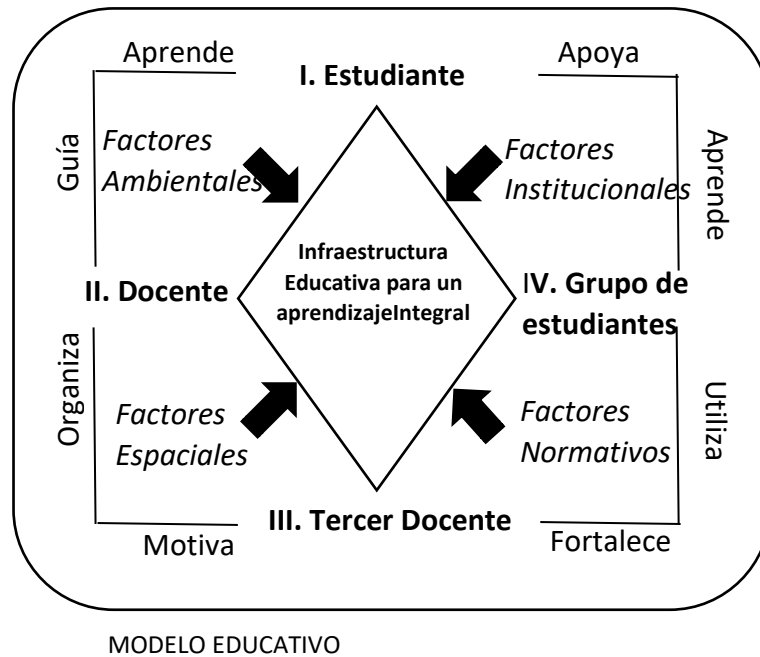 Aprende
Apoya
I. Estudiante
Guía
Factores
Ambientales
Factores
Institucionales
Aprende
Infraestructura
Educativa para un
aprendizajeIntegral
II. Docente
IV. Grupo de
estudiantes
Organiza
Factores
Espaciales
Factores
Normativos
Utiliza
III. Tercer Docente
Motiva
Fortalece
MODELO EDUCATIVO